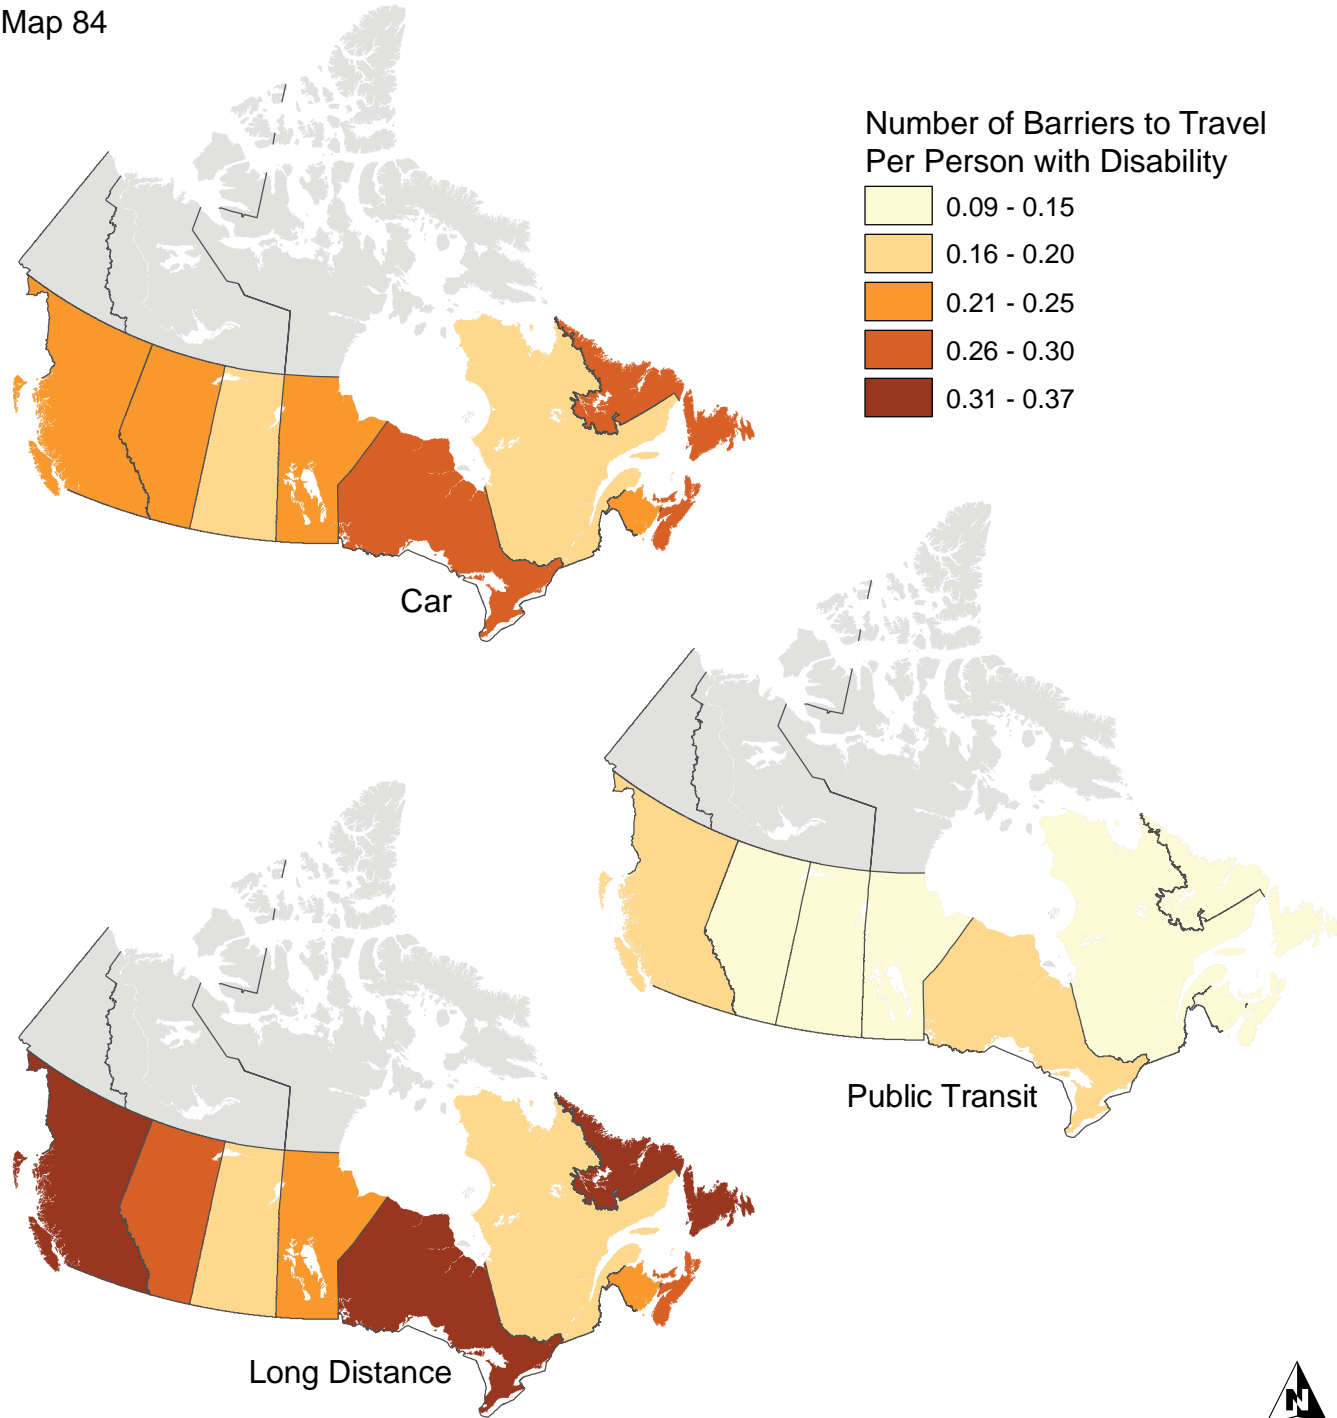 Map 84
Number of Barriers to Travel
Per Person with Disability
0.09 - 0.15
0.16 - 0.20
0.21 - 0.25
0.26 - 0.30
0.31 - 0.37
Car
Public Transit
Long Distance
N